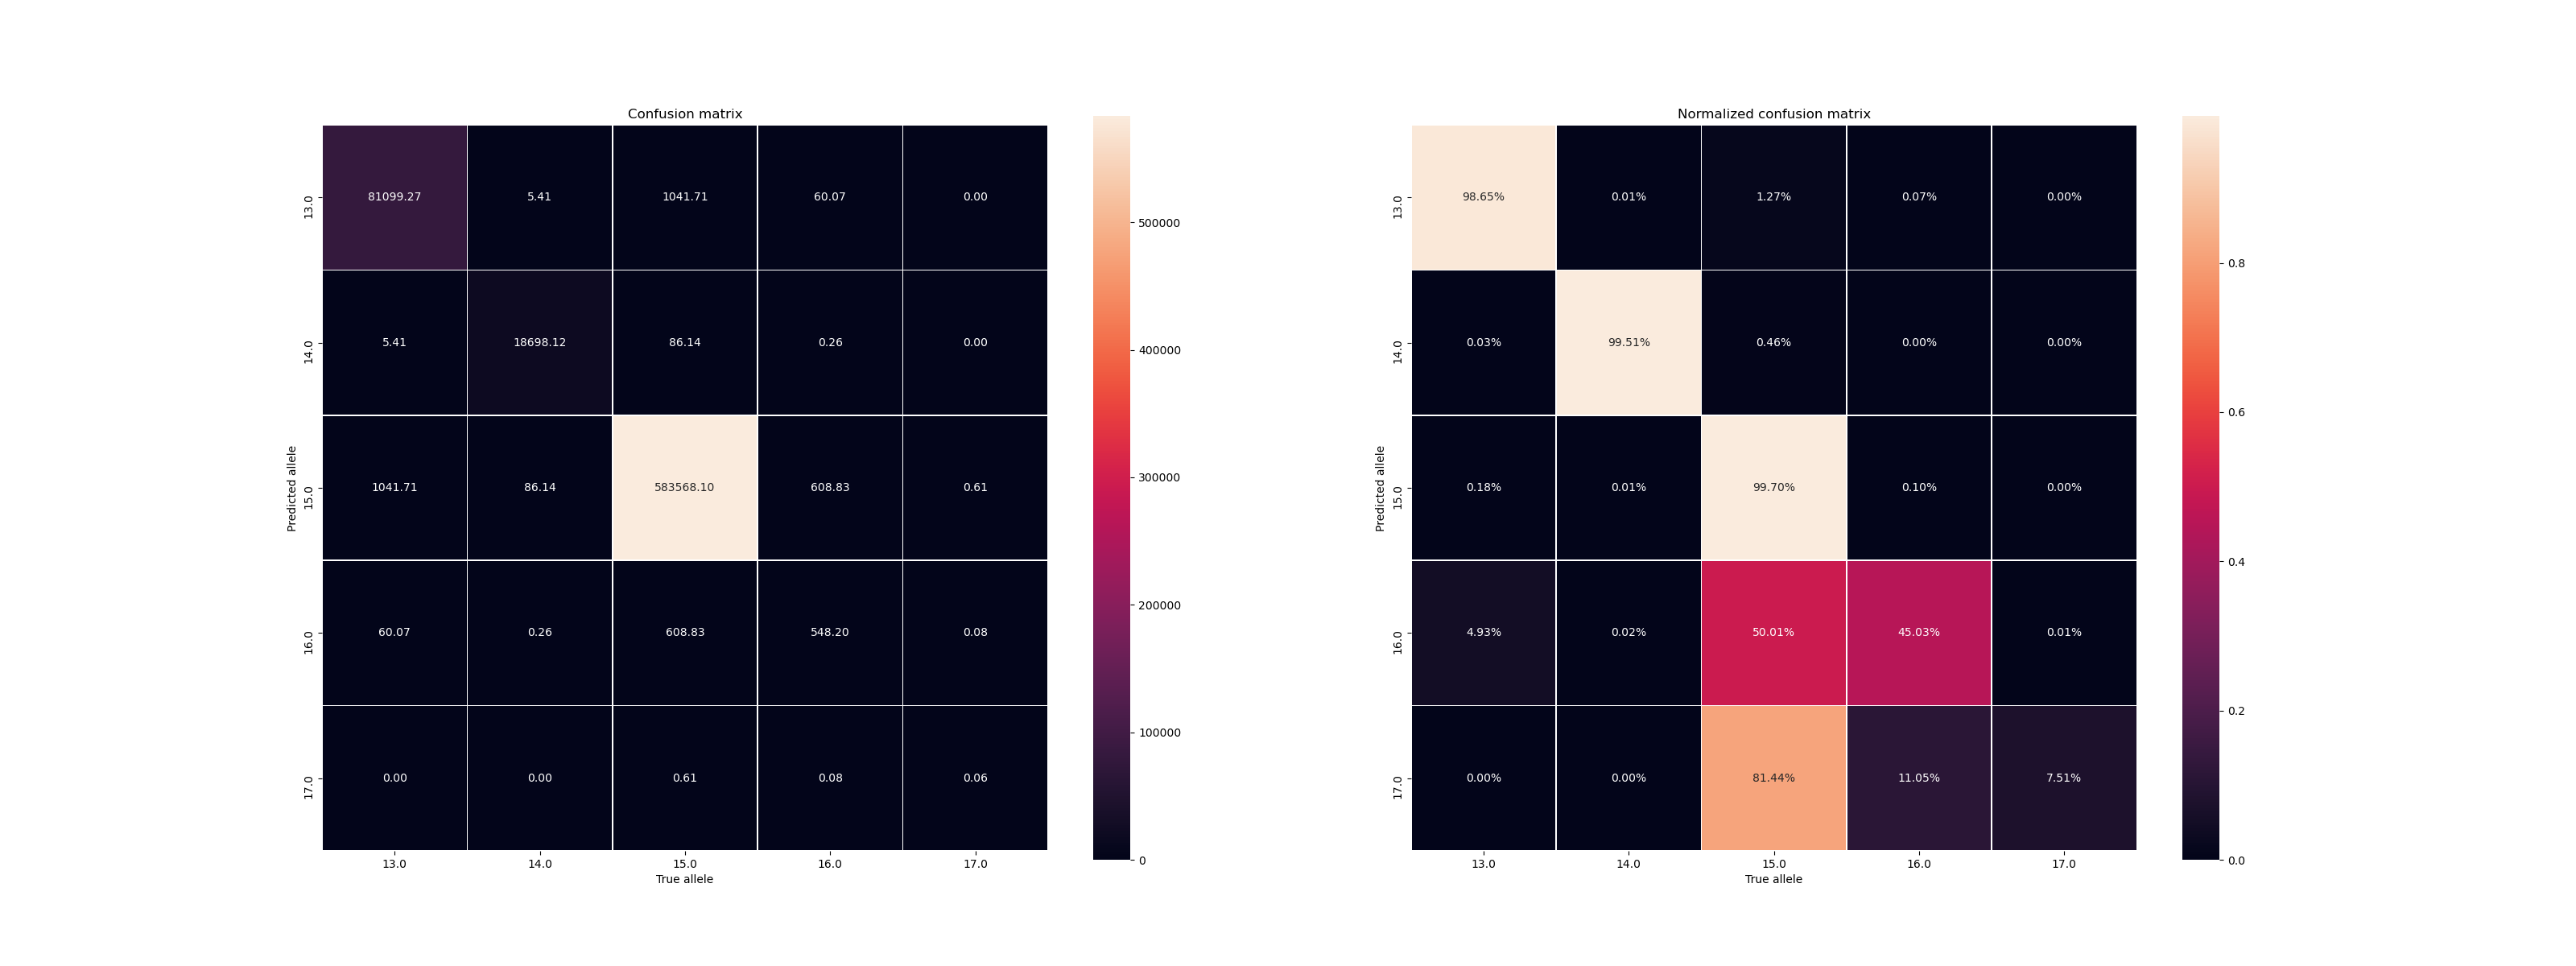 Confusion matrix
13.0 81099.27 5.41 1041.71 60.07 0.00
14.0 5.41 18698.12 86.14 0.26 0.00
15.0 1041.71 86.14 583568.10 608.83 0.61
16.0 60.07 0.26 608.83 548.20 0.08
17.0 0.00 0.00 0.61 0.08 0.06
13.0 14.0 15.0 16.0 17.0
True allele
Predicted allele
500000
400000
300000
200000
100000
0
Normalized confusion matrix
13.0 98.65% 0.01% 1.27% 0.07% 0.00%
14.0 0.03% 99.51% 0.46% 0.00% 0.00%
15.0 0.18% 0.01% 99.70% 0.10% 0.00%
16.0 4.93% 0.02% 50.01% 45.03% 0.01%
17.0 0.00% 0.00% 81.44% 11.05% 7.51%
13.0 14.0 15.0 16.0 17.0
True allele
Predicted allele
0.8
0.6
0.4
0.2
0.0